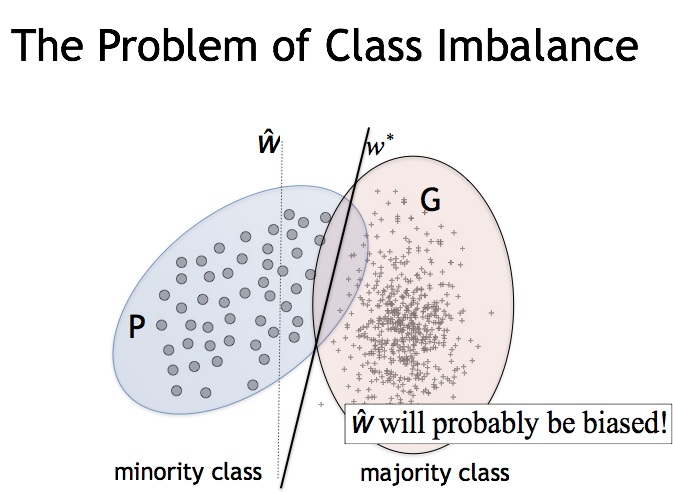 The Problem of Class Imbalance
ŵ
w*
G
P
ŵ will probably be biased!
minority class
majority class